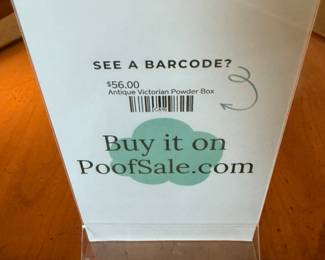 SEE A BARCODE?
$56.00
Antique Victorian Powder Box
Buy it on
PoofSale.com